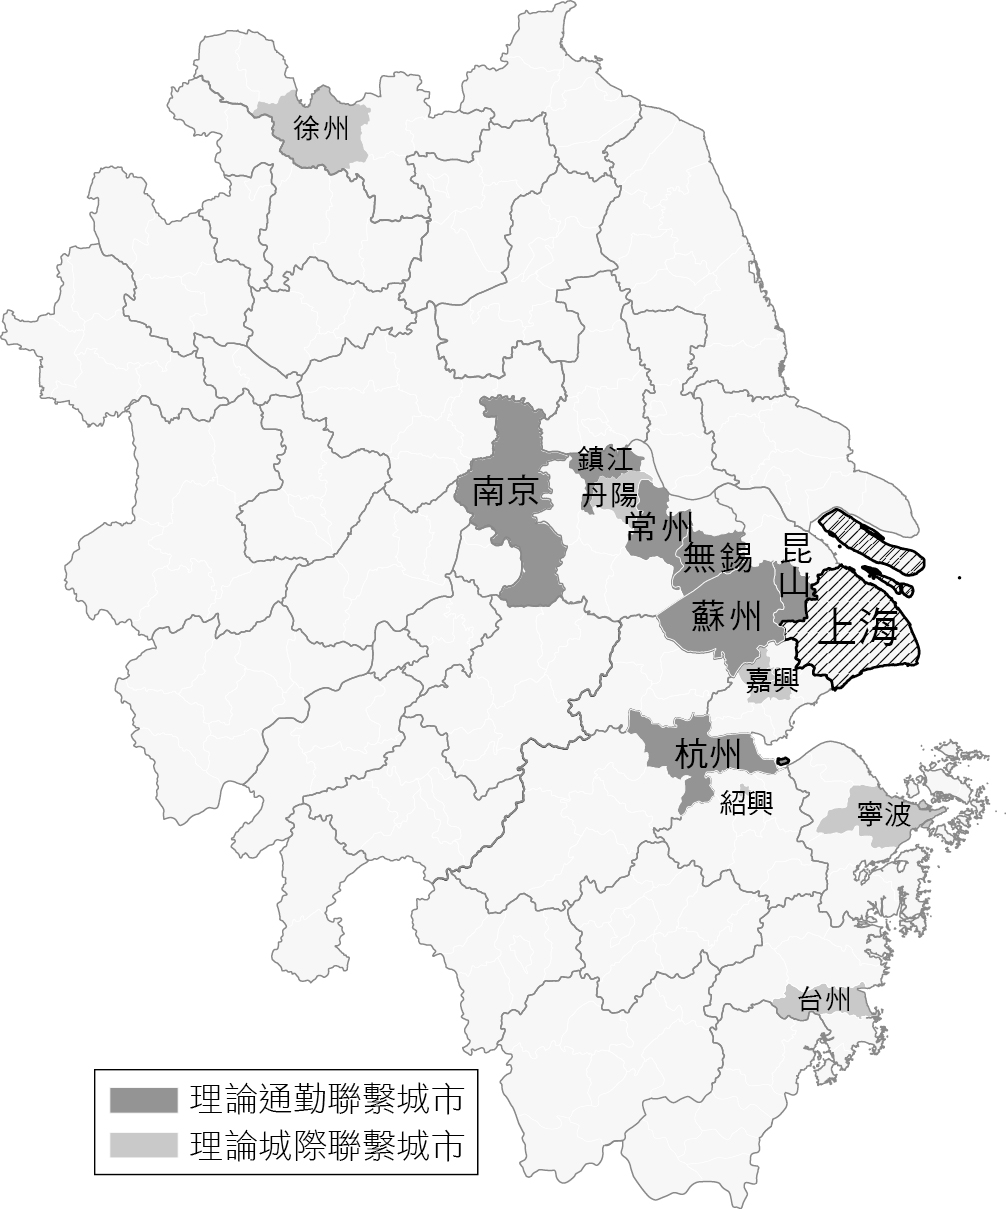 徐州
鎮江
南京
丹陽
常州
無錫
昆
山
蘇州
上海
嘉興
杭州
紹興
寧波
台州
理論通勤聯繫城市
理論城際聯繫城市